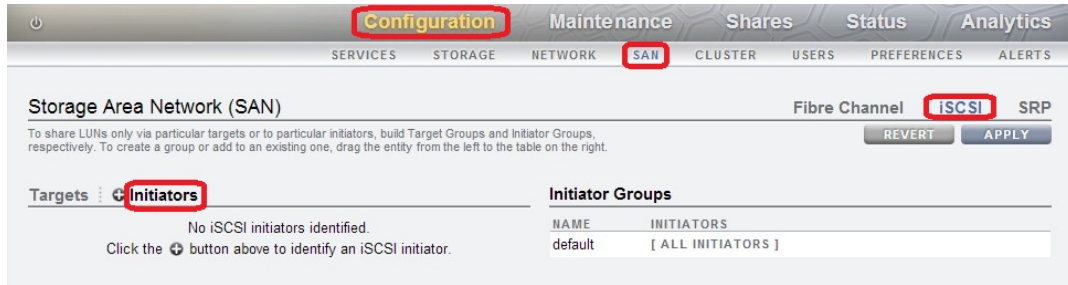 Configuration Maintenance Shares Status Analytics
SERVICES STORAGE NETWORK SAN CLUSTER USERS PREFERENCES ALERTS
Storage Area Network (SAN)
Fibre Channel iSCSI SRP
To share LUNs only via particular targets or to particular initiators, build Target Groups and Initiator Groups,
respectively. To create a group or add to an existing one, drag the entity from the left to the table on the right.
REVERT APPLY
Targets Initiators
No iSCSI initiators identified.
Click the button above to identify an iSCSI initiator.
Initiator Groups
NAME INITIATORS
default [ ALL INITIATORS ]